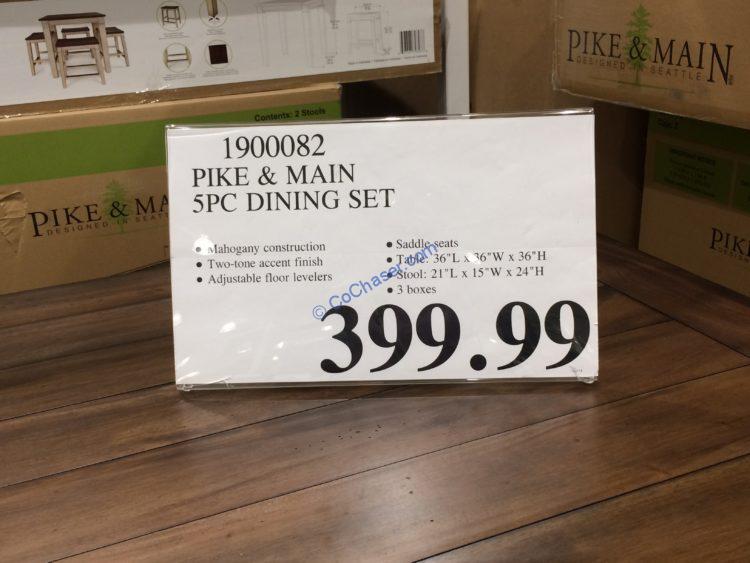 PIKE & MAIN
DESIGNED IN SEATTLE
Contents: 2 Stools
PIKE & MAIN
DESIGNED IN SEATTLE
1900082
PIKE & MAIN
5PC DINING SET
• Mahogany construction
• Two-tone accent finish
• Adjustable floor levelers
• Saddle seats
• Table: 36"L x 36"W x 36"H
• Stool: 21"L x 15"W x 24"H
• 3 boxes
© CoChaser.com
399.99